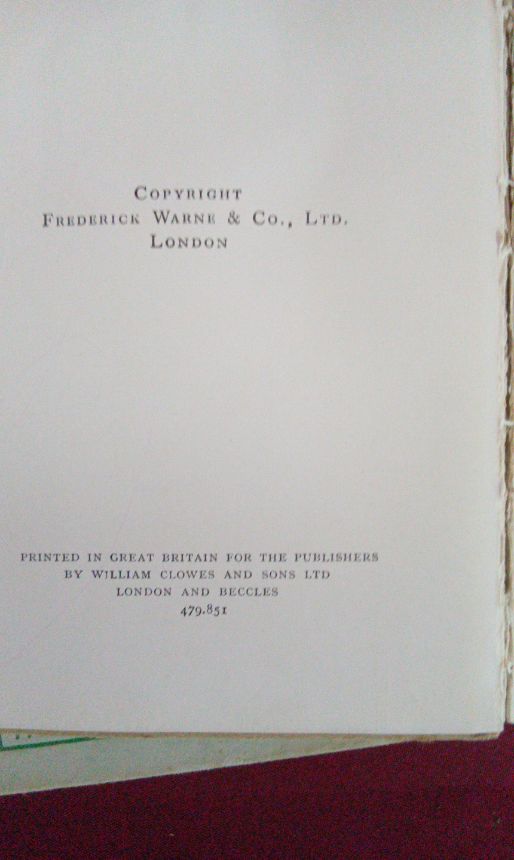 Copyright
Frederick Warne & Co., Ltd.
London
PRINTED IN GREAT BRITAIN FOR THE PUBLISHERS
BY WILLIAM CLOWES AND SONS LTD
LONDON AND BECCLES
479.851